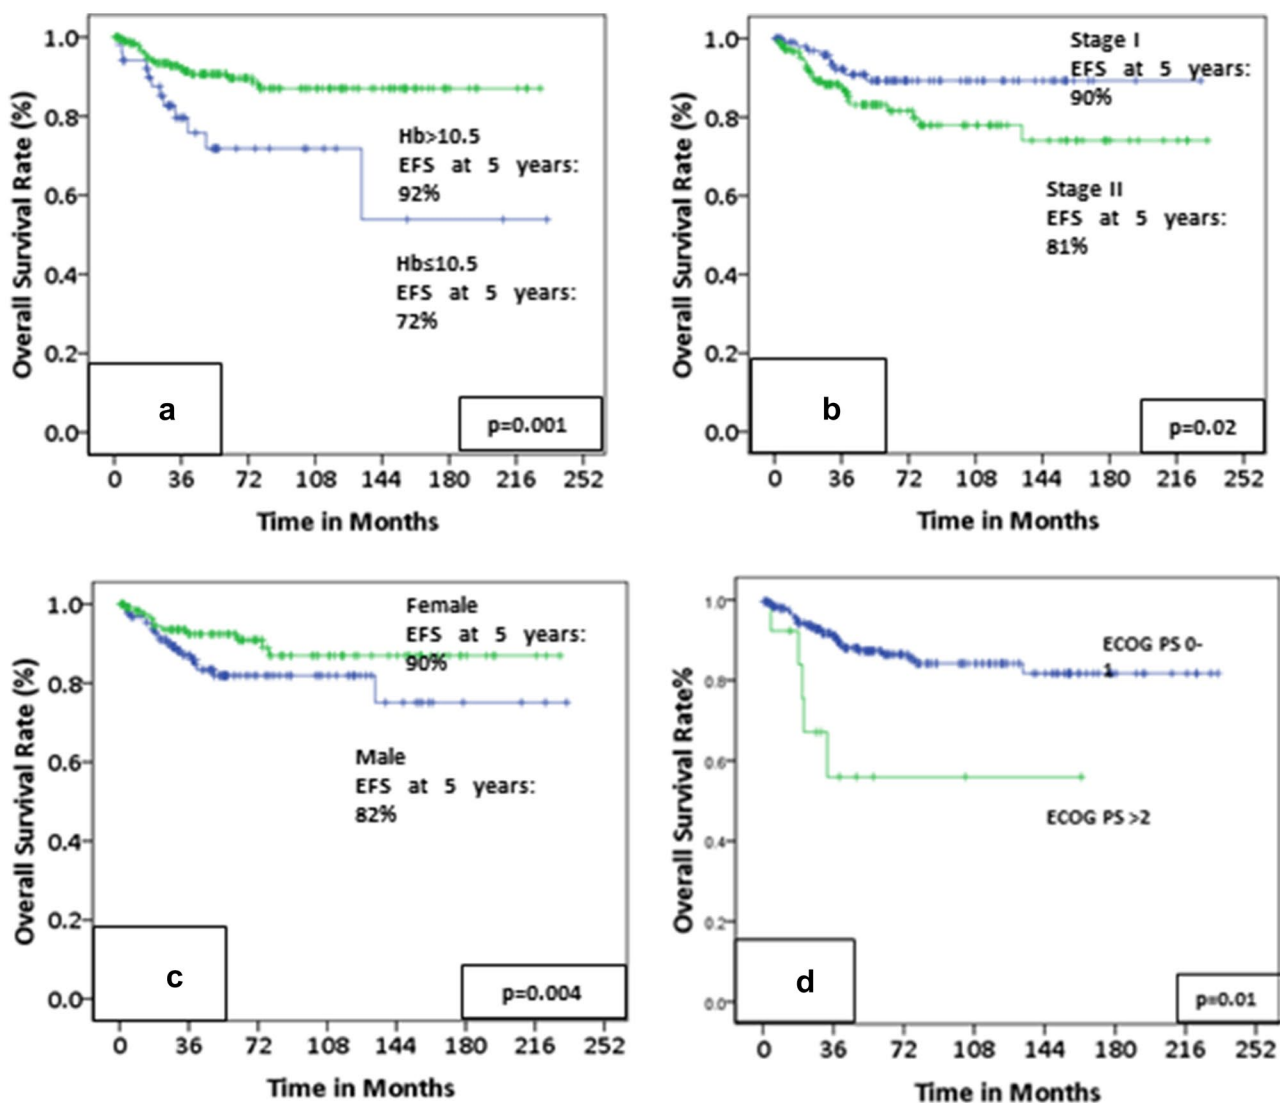 1.0
0.8
0.6
0.4
0.2
0.0
Overall Survival Rate (%)
Hb>10.5
EFS at 5 years:
92%
Hb≤10.5
EFS at 5 years:
72%
a
p=0.001
0 36 72 108 144 180 216 252
Time in Months
1.0
0.8
0.6
0.4
0.2
0.0
Overall Survival Rate (%)
Stage I
EFS at 5 years:
90%
Stage II
EFS at 5 years:
81%
b
p=0.02
0 36 72 108 144 180 216 252
Time in Months
1.0
0.8
0.6
0.4
0.2
0.0
Overall Survival Rate (%)
Female
EFS at 5 years:
90%
Male
EFS at 5 years:
82%
c
p=0.004
0 36 72 108 144 180 216 252
Time in Months
1.0
0.8
0.6
0.4
0.2
0.0
Overall Survival Rate%
ECOG PS 0-
1
ECOG PS >2
d
p=0.01
0 36 72 108 144 180 216 252
Time in Months